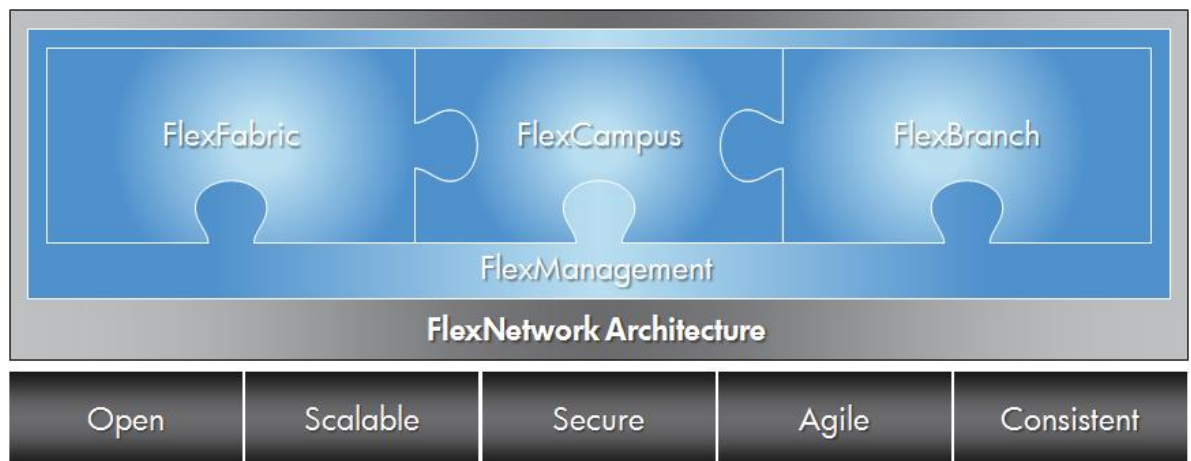 FlexFabric FlexCampus FlexBranch
FlexManagement
FlexNetwork Architecture
Open Scalable Secure Agile Consistent